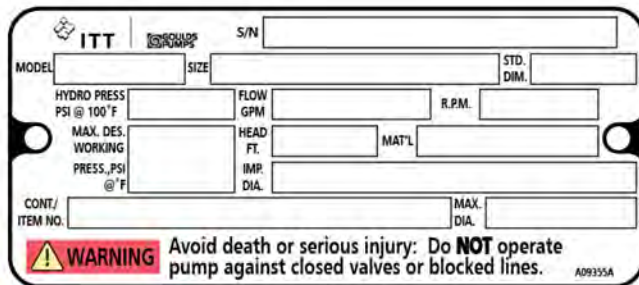 ITT GOULDS PUMPS S/N
MODEL SIZE STD. DIM.
HYDRO PRESS PSI @ 100°F FLOW GPM R.P.M.
MAX. DES. WORKING HEAD FT. MAT'L
PRESS.,PSI @°F IMP. DIA.
CONT./ ITEM NO. MAX. DIA.
WARNING Avoid death or serious injury: Do NOT operate
pump against closed valves or blocked lines. A09355A